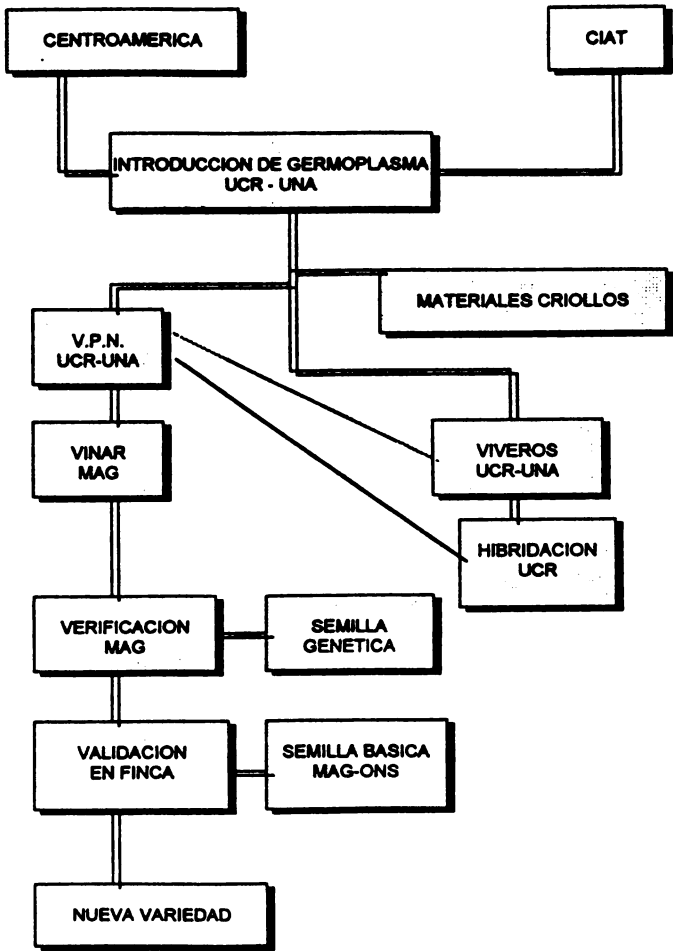 CENTROAMERICA
CIAT
INTRODUCCION DE GERMOPLASMA
UCR - UNA
MATERIALES CRIOLLOS
V.P.N.
UCR-UNA
VIVEROS
UCR-UNA
VINAR
MAG
HIBRIDACION
UCR
VERIFICACION
MAG
SEMILLA
GENETICA
VALIDACION
EN FINCA
SEMILLA BASICA
MAG-ONS
NUEVA VARIEDAD